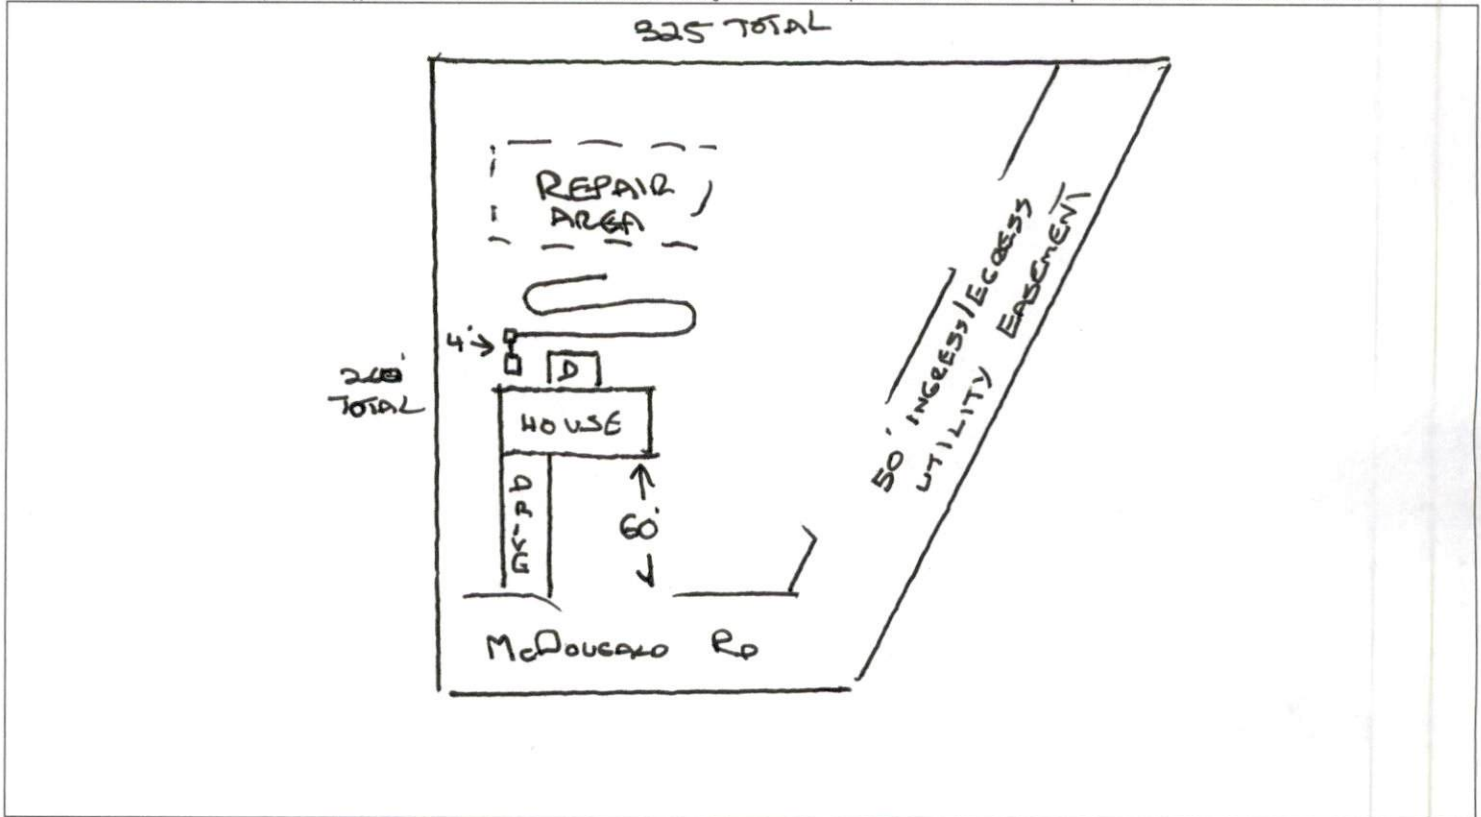 325 TOTAL
REPAIR
AREA
4'
D
TOTAL
HOUSE
DRIVE
60'
50' INGRESS/EGRESS
UTILITY EASEMENT
McDOUGALD RD